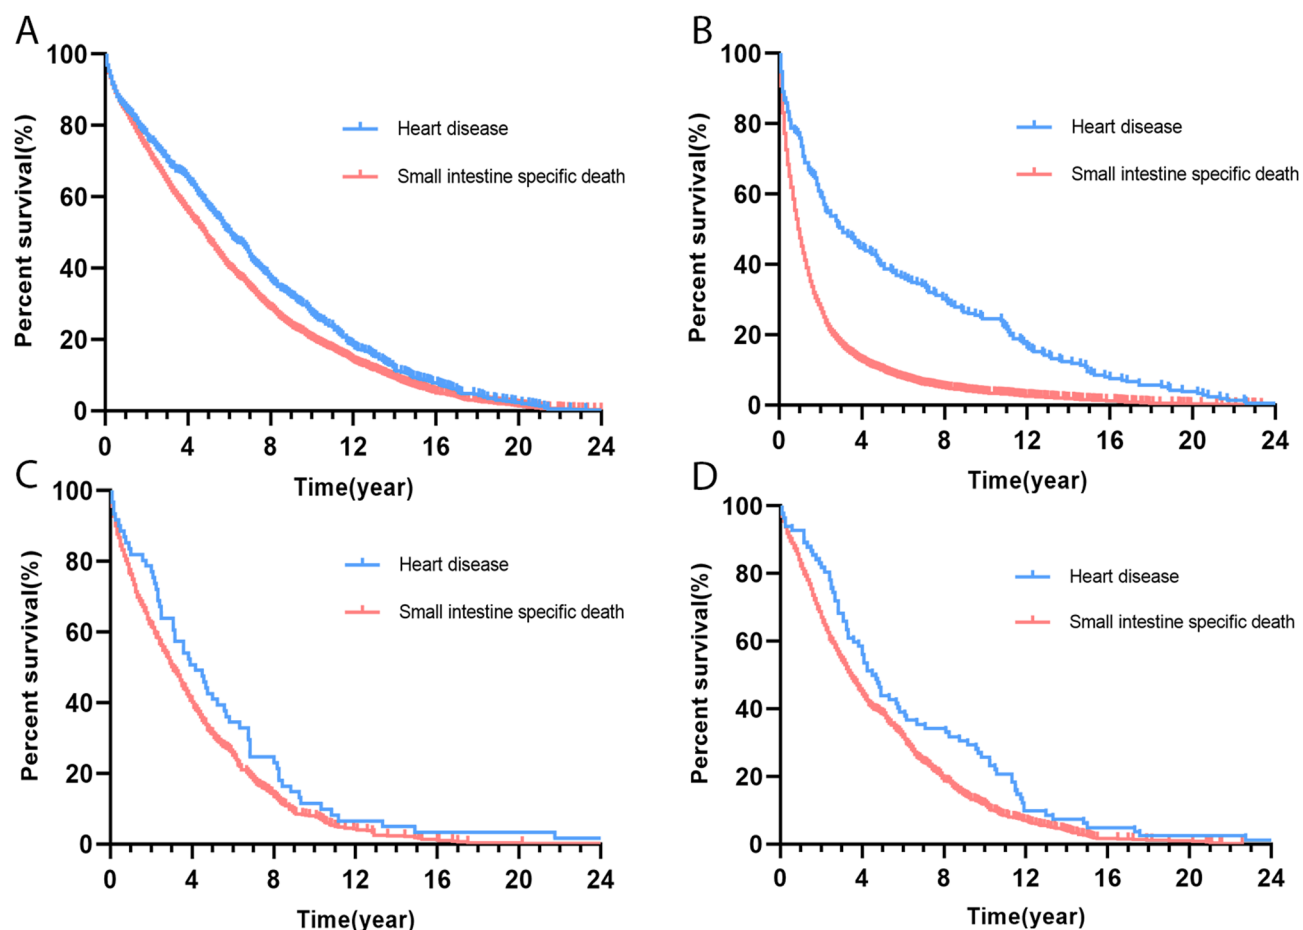 A
Percent survival(%)
100
80
60
40
20
0
0 4 8 12 16 20 24
Time(year)
Heart disease
Small intestine specific death
B
Percent survival(%)
100
80
60
40
20
0
0 4 8 12 16 20 24
Time(year)
Heart disease
Small intestine specific death
C
Percent survival(%)
100
80
60
40
20
0
0 4 8 12 16 20 24
Time(year)
Heart disease
Small intestine specific death
D
Percent survival(%)
100
80
60
40
20
0
0 4 8 12 16 20 24
Time(year)
Heart disease
Small intestine specific death